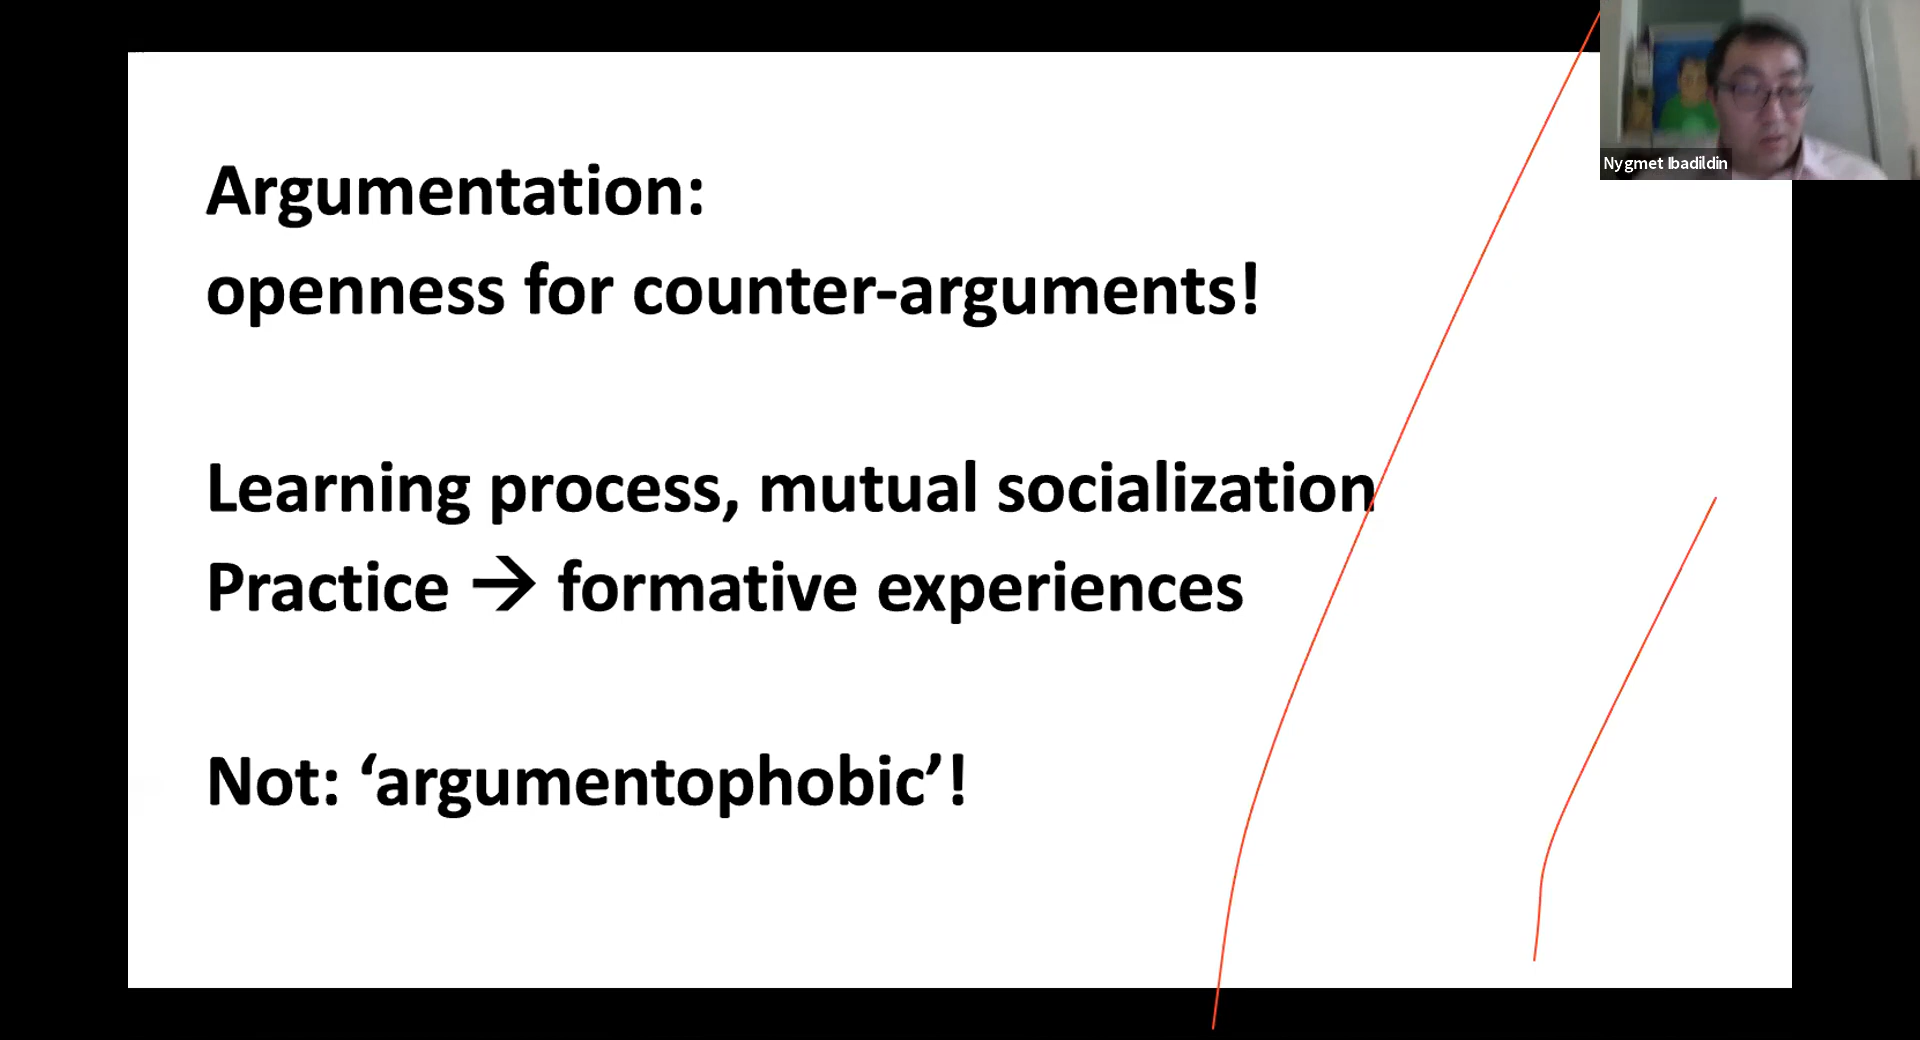 Argumentation:
openness for counter-arguments!
Learning process, mutual socialization
Practice → formative experiences
Not: ‘argumentophobic’!
Nygmet Ibadildin